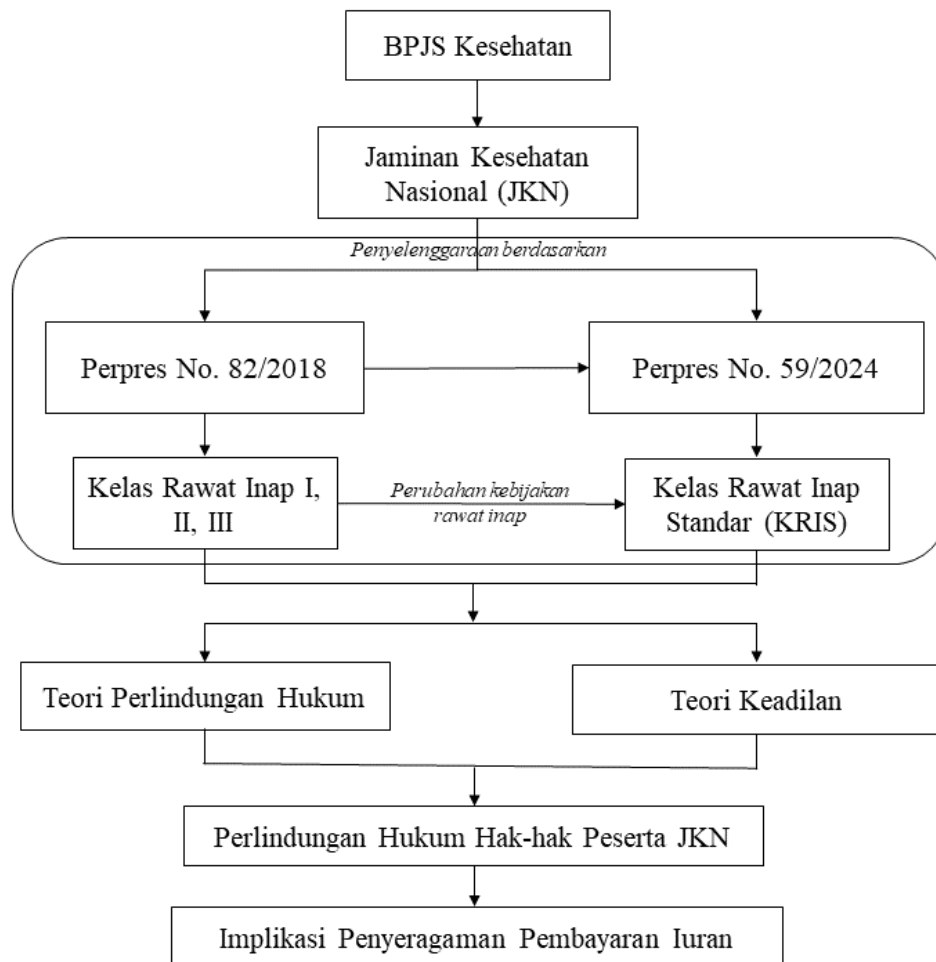 BPJS Kesehatan
Jaminan Kesehatan
Nasional (JKN)
Penyelenggaraan berdasarkan
Perpres No. 82/2018
Perpres No. 59/2024
Kelas Rawat Inap I,
II, III
Perubahan kebijakan
rawat inap
Kelas Rawat Inap
Standar (KRIS)
Teori Perlindungan Hukum
Teori Keadilan
Perlindungan Hukum Hak-hak Peserta JKN
Implikasi Penyeragaman Pembayaran Iuran